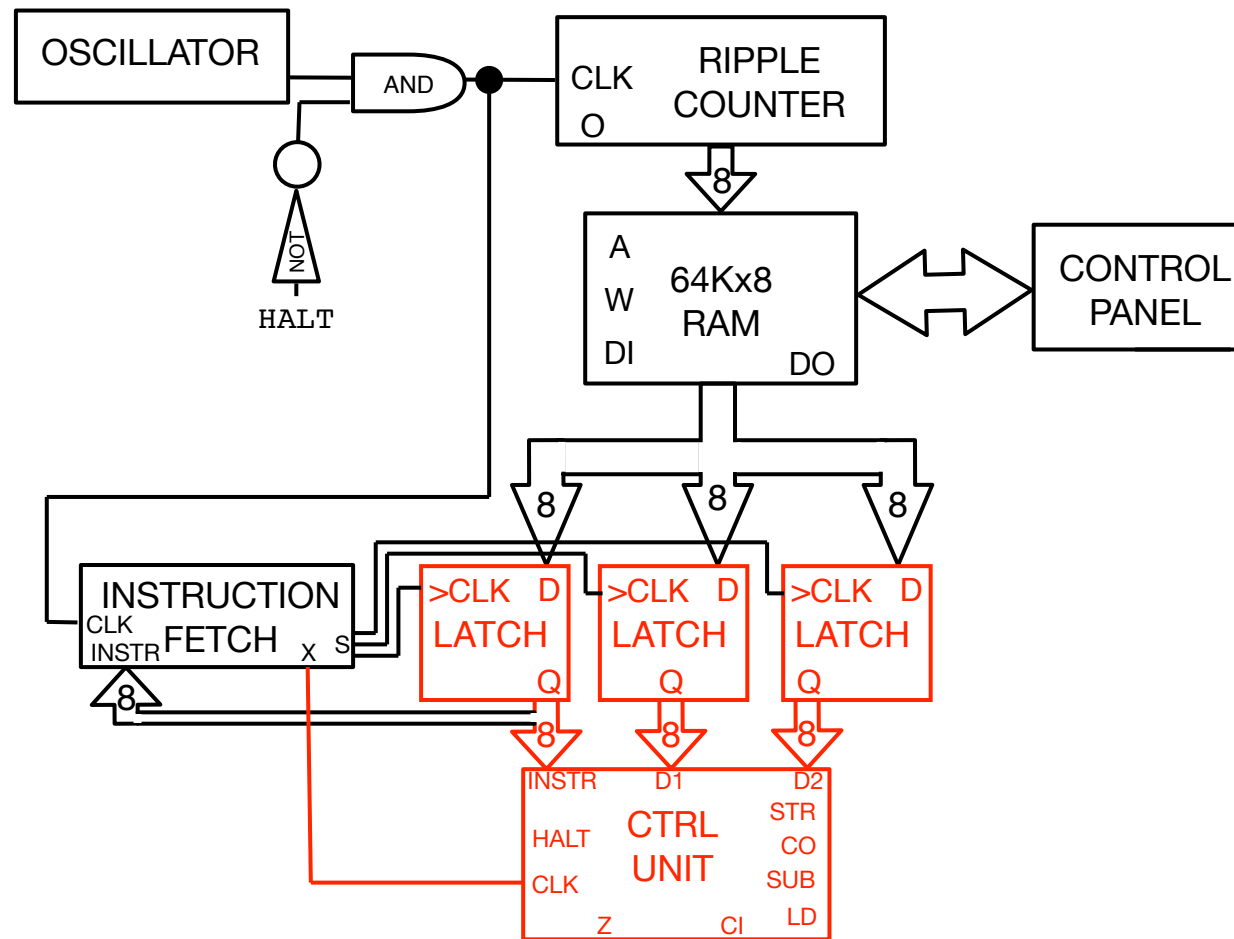 OSCILLATOR
AND
NOT
HALT
CLK
RIPPLE
COUNTER
O
8
A
W
DI
64Kx8
RAM
DO
CONTROL
PANEL
8
8
8
INSTRUCTION
FETCH
CLK
INSTR
X
S
8
>CLK D
LATCH
Q
>CLK D
LATCH
Q
>CLK D
LATCH
Q
8
8
8
INSTR
D1
D2
HALT
CLK
CTRL
UNIT
STR
CO
SUB
LD
Z
CI